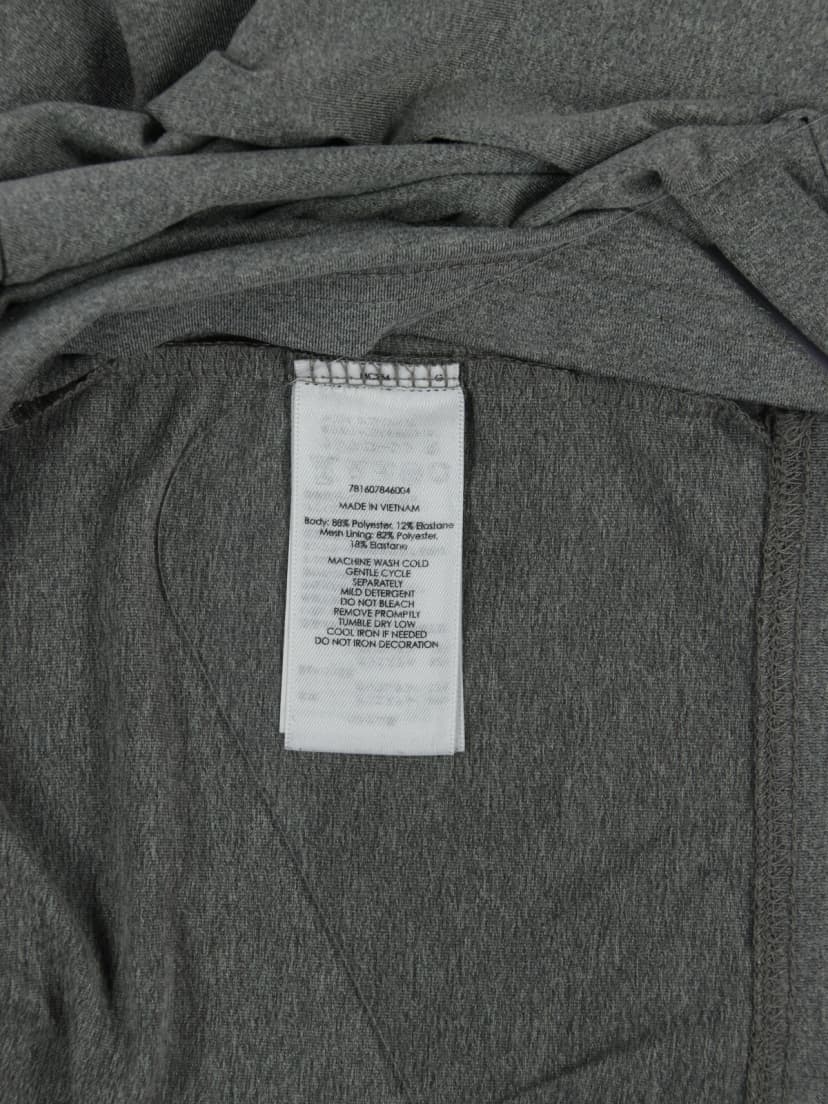 781607846004
MADE IN VIETNAM
Body: 88% Polyester, 12% Elastane
Mesh Lining: 82% Polyester,
18% Elastane
MACHINE WASH COLD
GENTLE CYCLE
SEPARATELY
MILD DETERGENT
DO NOT BLEACH
REMOVE PROMPTLY
TUMBLE DRY LOW
COOL IRON IF NEEDED
DO NOT IRON DECORATION